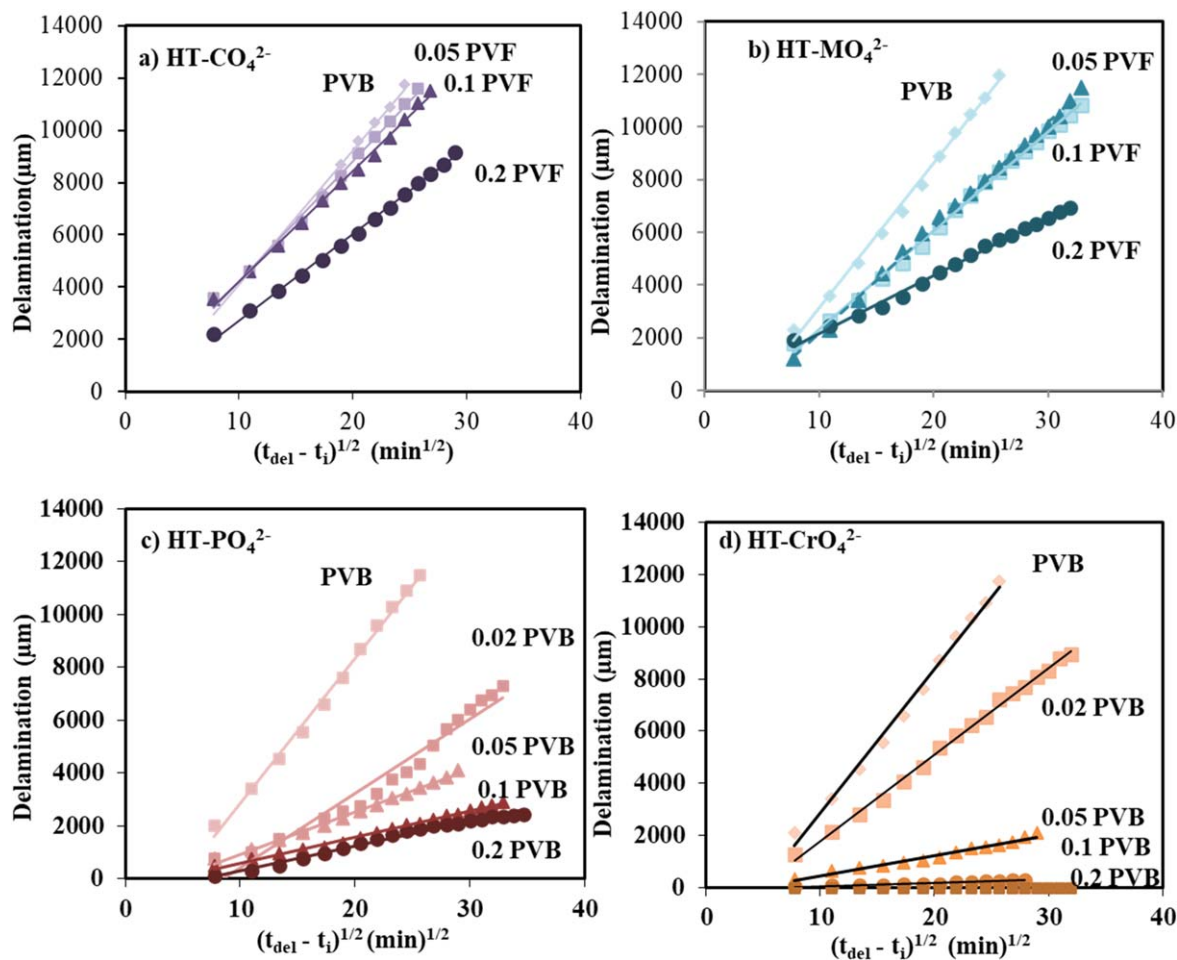 a) HT-CO₄²⁻
PVB
0.05 PVF
0.1 PVF
0.2 PVF
Delamination(µm)
14000
12000
10000
8000
6000
4000
2000
0
0 10 20 30 40
(t_del - t_i)^1/2 (min^1/2)
b) HT-MO₄²⁻
PVB
0.05 PVF
0.1 PVF
0.2 PVF
Delamination (µm)
14000
12000
10000
8000
6000
4000
2000
0
0 10 20 30 40
(t_del - t_i)^1/2 (min)^1/2
c) HT-PO₄²⁻
PVB
0.02 PVB
0.05 PVB
0.1 PVB
0.2 PVB
Delamination (µm)
14000
12000
10000
8000
6000
4000
2000
0
0 10 20 30 40
(t_del - t_i)^1/2 (min)^1/2
d) HT-CrO₄²⁻
PVB
0.02 PVB
0.05 PVB
0.1 PVB
0.2 PVB
Delamination (µm)
14000
12000
10000
8000
6000
4000
2000
0
0 10 20 30 40
(t_del - t_i)^1/2 (min)^1/2